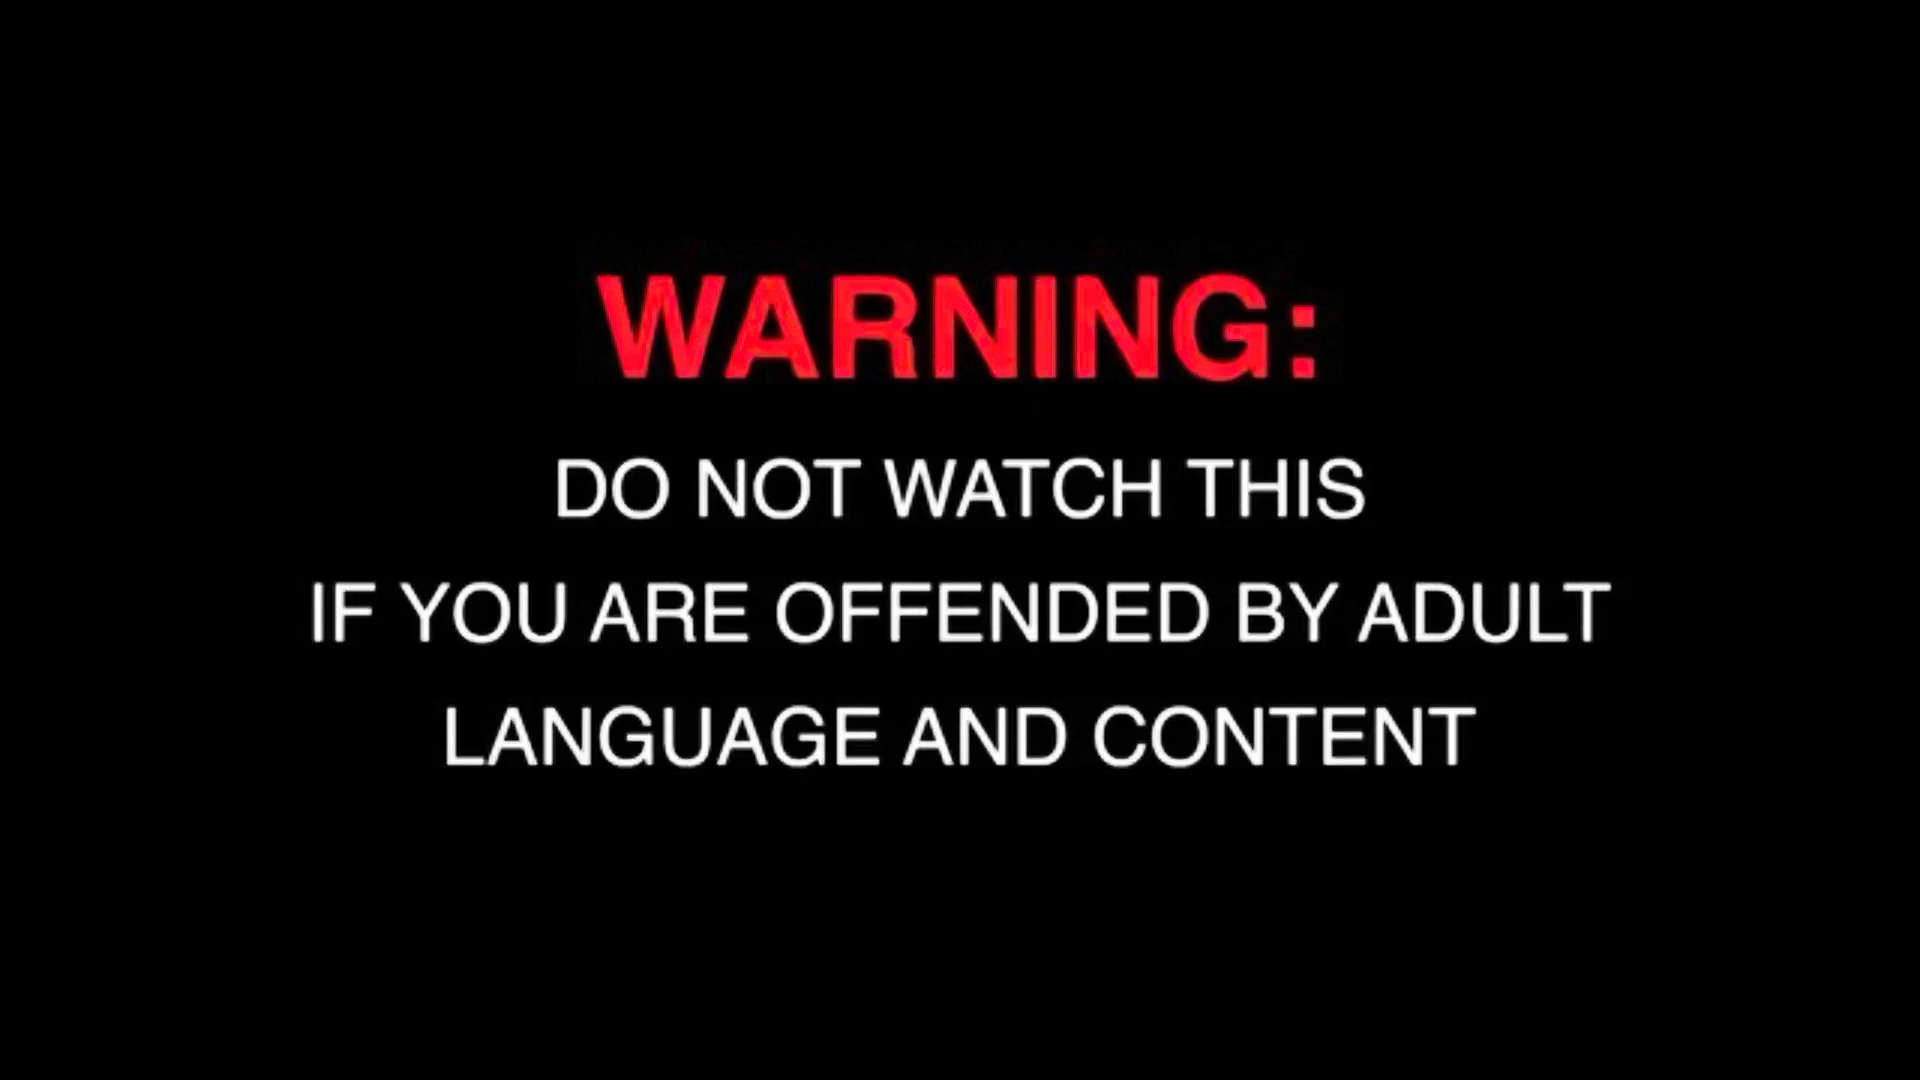 WARNING:
DO NOT WATCH THIS
IF YOU ARE OFFENDED BY ADULT
LANGUAGE AND CONTENT